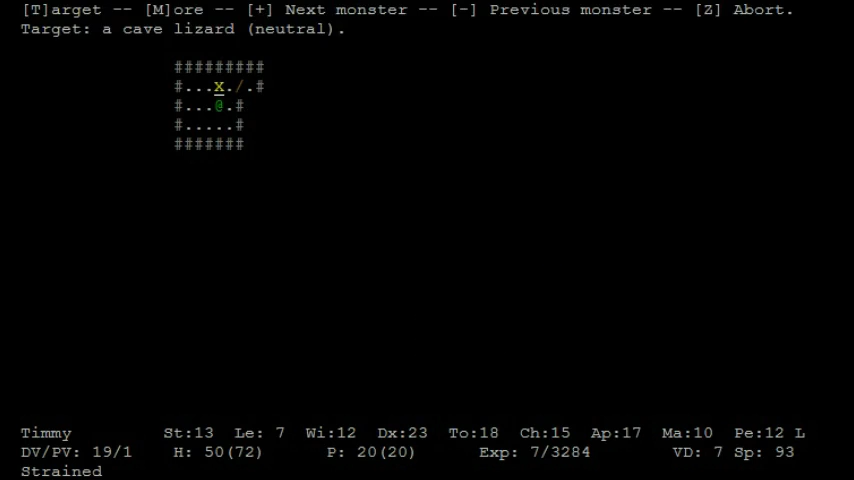 [T]arget -- [M]ore -- [+] Next monster -- [-] Previous monster -- [Z] Abort.
Target: a cave lizard (neutral).
#########
#...x./.#
#...@.#
#.....#
#######
Timmy St:13 Le: 7 Wi:12 Dx:23 To:18 Ch:15 Ap:17 Ma:10 Pe:12 L
DV/PV: 19/1 H: 50(72) P: 20(20) Exp: 7/3284 VD: 7 Sp: 93
Strained